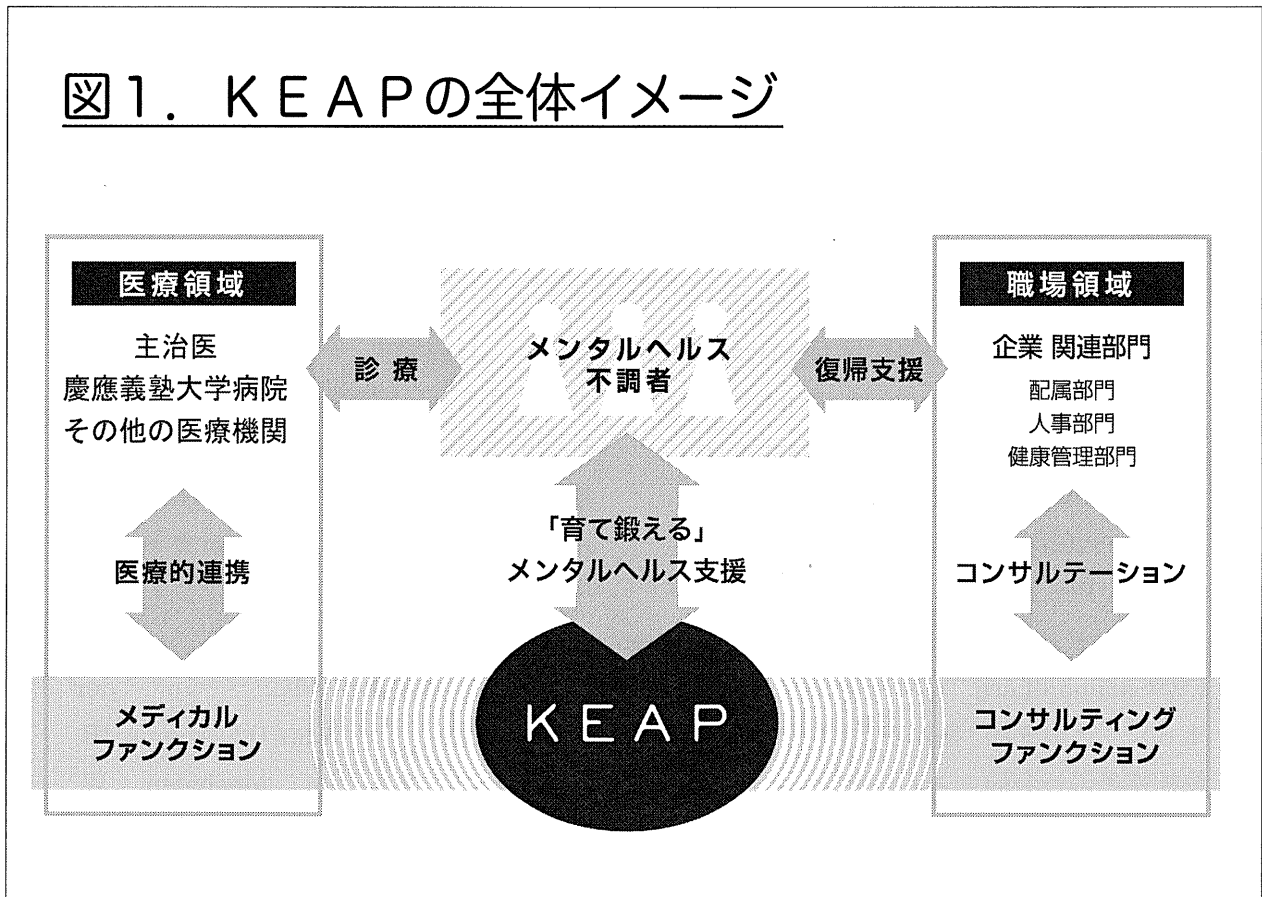 図1. KEAPの全体イメージ
医療領域
主治医
慶應義塾大学病院
その他の医療機関
診療
メンタルヘルス
不調者
復帰支援
職場領域
企業 関連部門
配属部門
人事部門
健康管理部門
医療的連携
「育て鍛える」
メンタルヘルス支援
コンサルテーション
メディカル
ファンクション
KEAP
コンサルティング
ファンクション